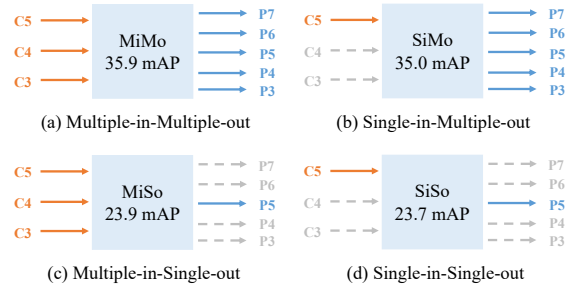 C5
C4
C3
MiMo
35.9 mAP
P7
P6
P5
P4
P3
(a) Multiple-in-Multiple-out
C5
C4
C3
SiMo
35.0 mAP
P7
P6
P5
P4
P3
(b) Single-in-Multiple-out
C5
C4
C3
MiSo
23.9 mAP
P7
P6
P5
P4
P3
(c) Multiple-in-Single-out
C5
C4
C3
SiSo
23.7 mAP
P7
P6
P5
P4
P3
(d) Single-in-Single-out